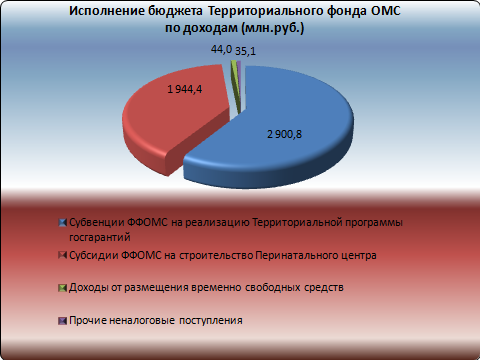 Исполнение бюджета Территориального фонда ОМС
по доходам (млн.руб.)
44,0
35,1
1 944,4
2 900,8
Субвенции ФФОМС на реализацию Территориальной программы
госгарантий
Субсидии ФФОМС на строительство Перинатального центра
Доходы от размещения временно свободных средств
Прочие неналоговые поступления